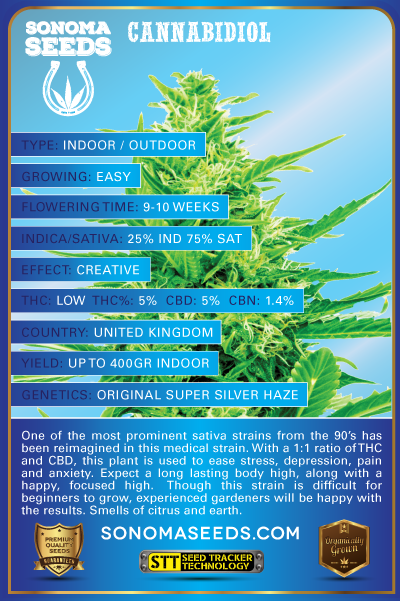 SONOMA SEEDS
CANNABIDIOL
TYPE: INDOOR / OUTDOOR
GROWING: EASY
FLOWERING TIME: 9-10 WEEKS
INDICA/SATIVA: 25% IND 75% SAT
EFFECT: CREATIVE
THC: LOW THC%: 5% CBD: 5% CBN: 1.4%
COUNTRY: UNITED KINGDOM
YIELD: UP TO 400GR INDOOR
GENETICS: ORIGINAL SUPER SILVER HAZE
One of the most prominent sativa strains from the 90's has
been reimagined in this medical strain. With a 1:1 ratio of THC
and CBD, this plant is used to ease stress, depression, pain
and anxiety. Expect a long lasting body high, along with a
happy, focused high. Though this strain is difficult for
beginners to grow, experienced gardeners will be happy with
the results. Smells of citrus and earth.
SONOMASEEDS.COM
PREMIUM
QUALITY
SEEDS
GUARANTEED
STT SEED TRACKER
TECHNOLOGY
Organically
Grown